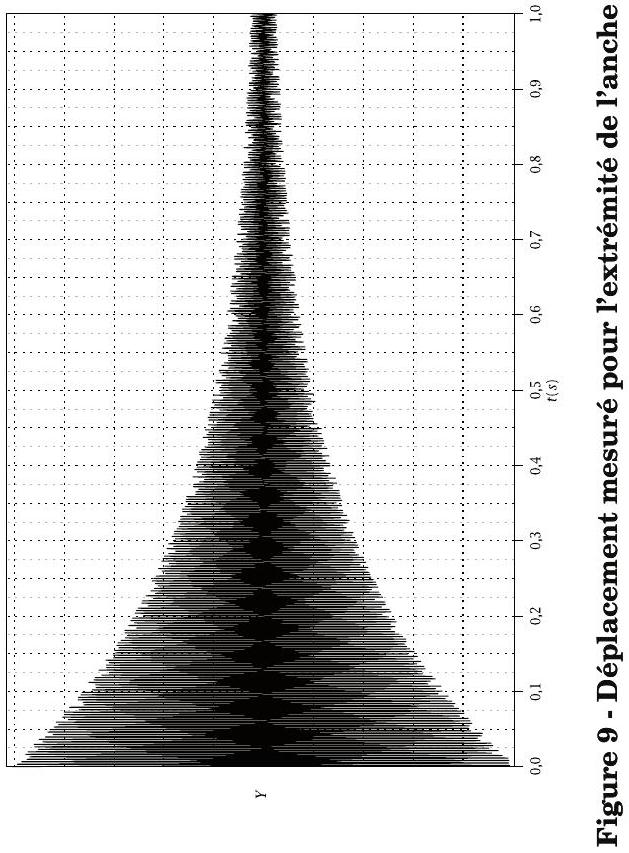 Y
0,0 0,1 0,2 0,3 0,4 0,5 0,6 0,7 0,8 0,9 1,0
t(s)
Figure 9 - Déplacement mesuré pour l'extrémité de l'anche